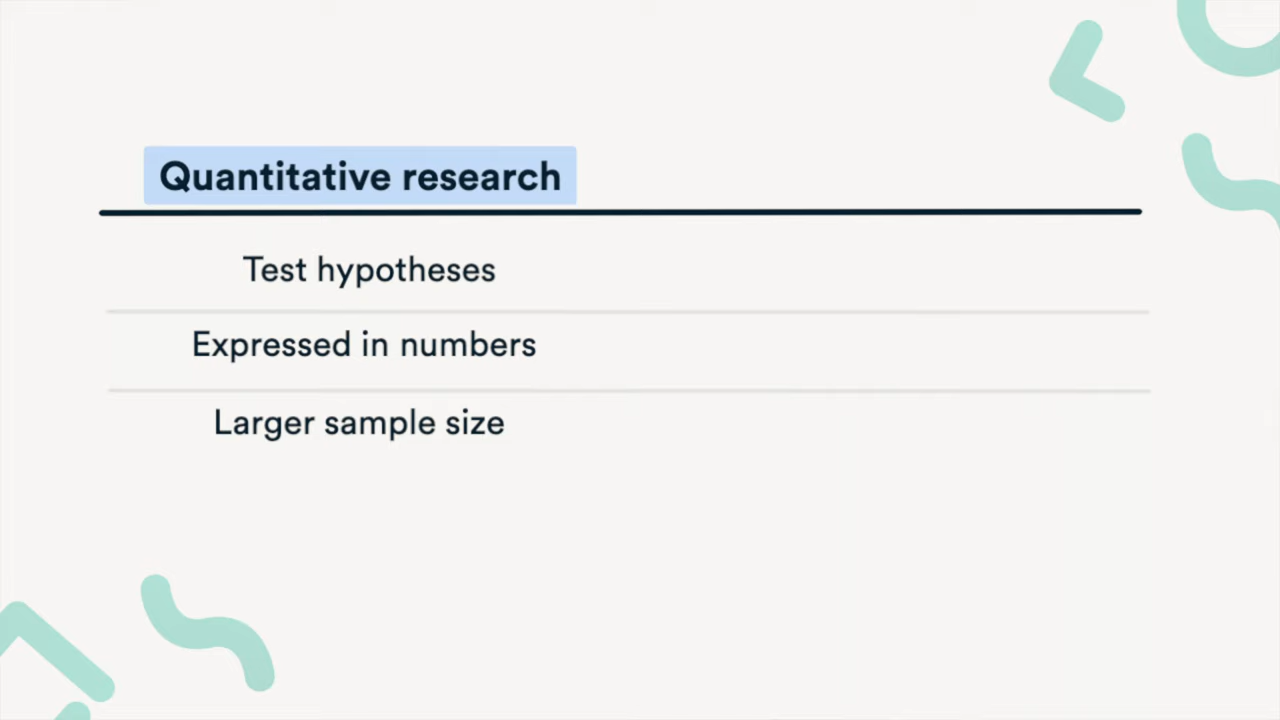 Quantitative research
Test hypotheses
Expressed in numbers
Larger sample size